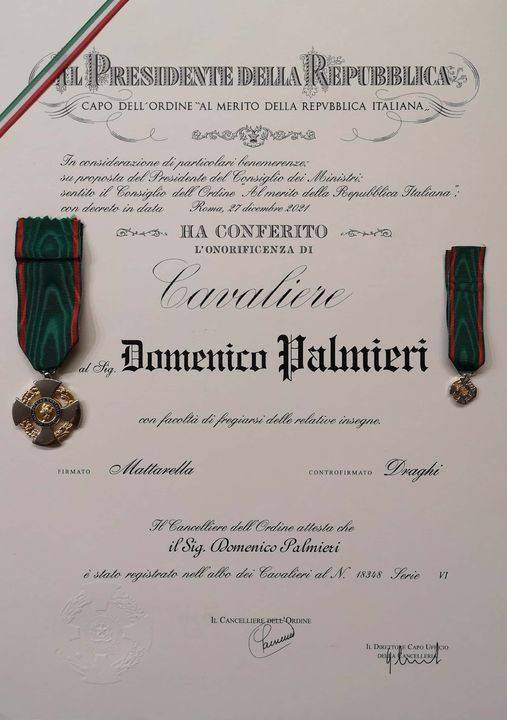 IL PRESIDENTE DELLA REPUBBLICA
CAPO DELL'ORDINE "AL MERITO DELLA REPVBBLICA ITALIANA„
In considerazione di particolari benemerenze;
su proposta del Presidente del Consiglio dei Ministri;
sentito il Consiglio dell'Ordine "Al merito della Repubblica Italiana";
con decreto in data Roma, 27 dicembre 2021
HA CONFERITO
L'ONORIFICENZA DI
Cavaliere
al Sig. Domenico Palmieri
con facoltà di fregiarsi delle relative insegne.
FIRMATO Mattarella CONTROFIRMATO Draghi
Il Cancelliere dell'Ordine attesta che
il Sig. Domenico Palmieri
è stato registrato nell'albo dei Cavalieri al N. 18348 Serie VI
IL CANCELLIERE DELL'ORDINE
IL DIRETTORE CAPO UFFICIO
DELLA CANCELLERIA